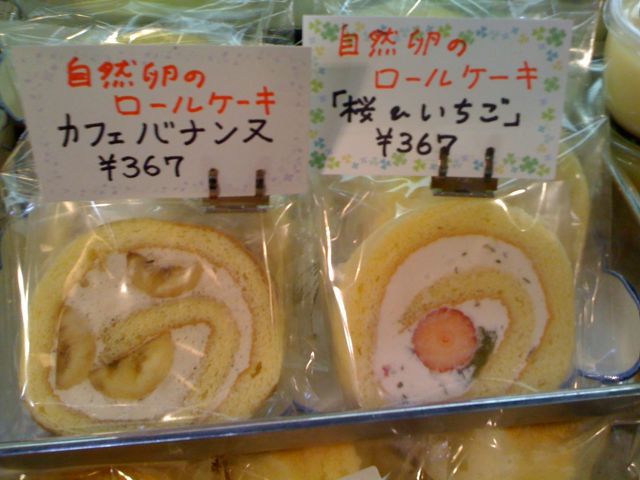 自然卵の
ロールケーキ
カフェバナンヌ
¥367
自然卵の
ロールケーキ
「桜&いちご」
¥367